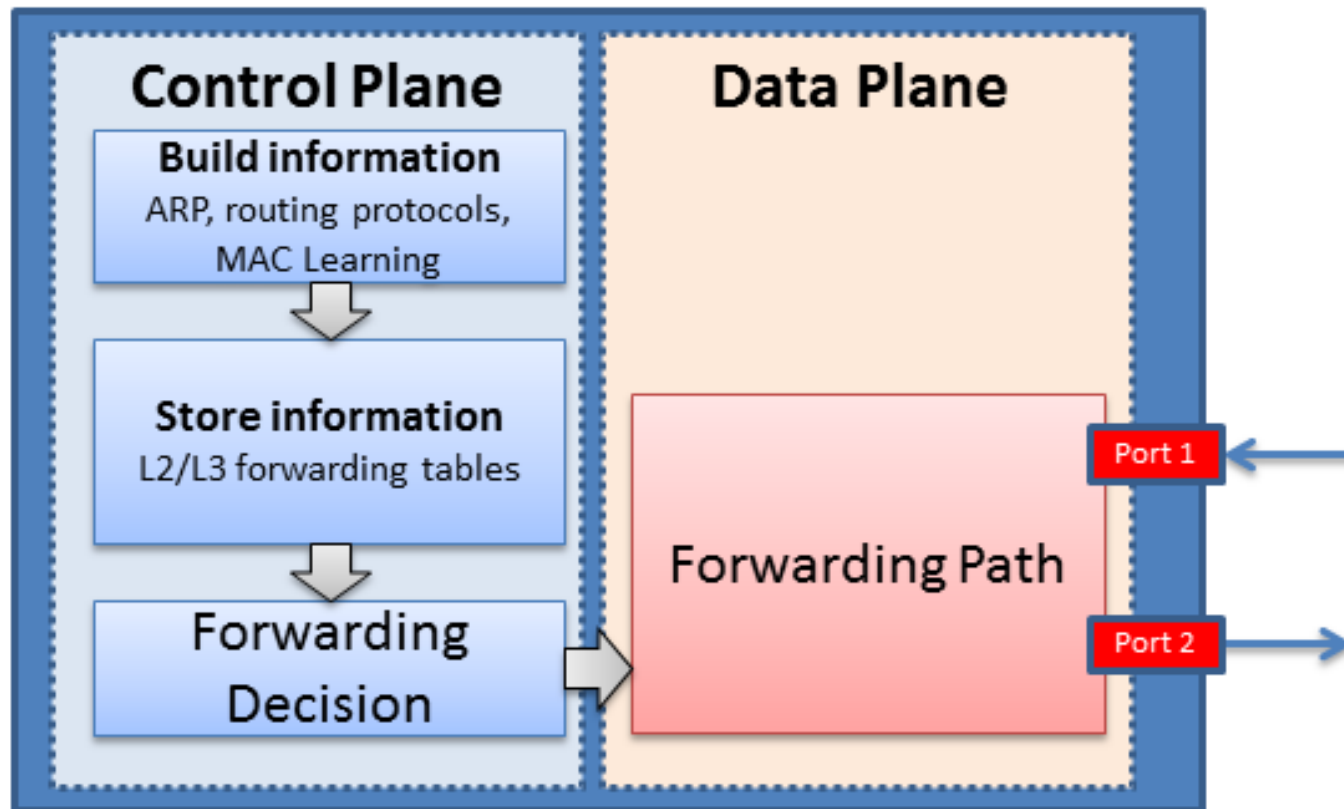 Control Plane
Build information
ARP, routing protocols,
MAC Learning
Store information
L2/L3 forwarding tables
Forwarding
Decision
Data Plane
Forwarding Path
Port 1
Port 2